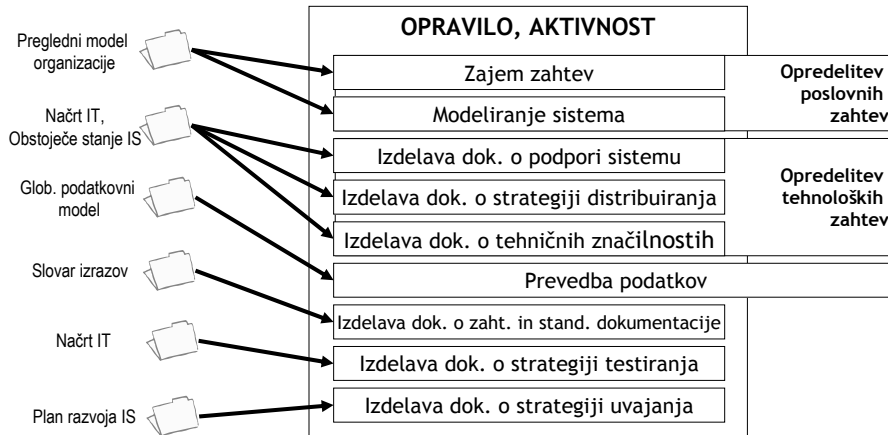 OPRAVILO, AKTIVNOST
Pregledni model
organizacije
Zajem zahtev
Opredelitev
poslovnih
zahtev
Modeliranje sistema
Načrt IT,
Obstoječe stanje IS
Izdelava dok. o podpori sistemu
Izdelava dok. o strategiji distribuiranja
Izdelava dok. o tehničnih značilnostih
Opredelitev
tehnoloških
zahtev
Glob. podatkovni
model
Prevedba podatkov
Slovar izrazov
Izdelava dok. o zaht. in stand. dokumentacije
Načrt IT
Izdelava dok. o strategiji testiranja
Plan razvoja IS
Izdelava dok. o strategiji uvajanja